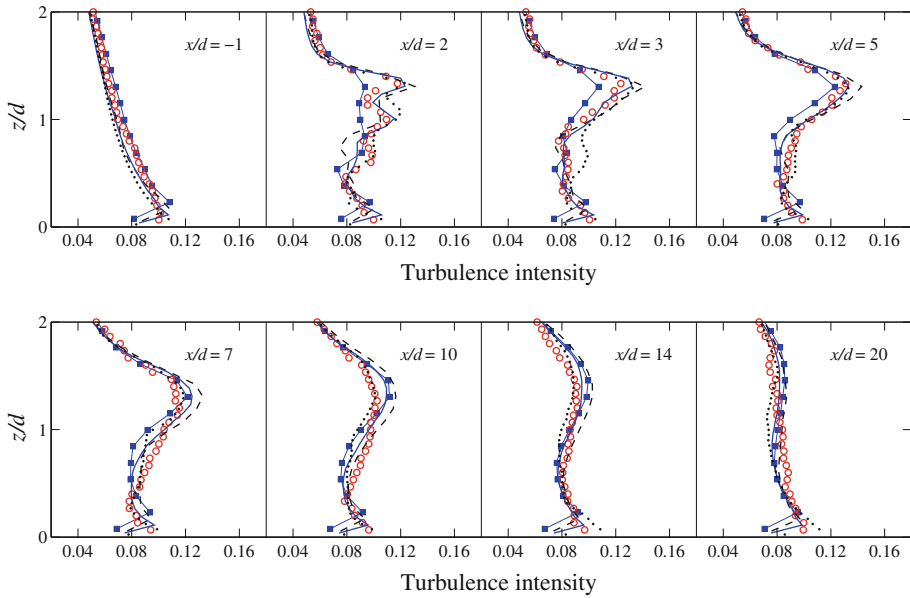 2
x/d = −1
x/d = 2
x/d = 3
x/d = 5
z/d
1
0
0.04 0.08 0.12 0.16 0.04 0.08 0.12 0.16 0.04 0.08 0.12 0.16 0.04 0.08 0.12 0.16
Turbulence intensity
2
x/d = 7
x/d = 10
x/d = 14
x/d = 20
z/d
1
0
0.04 0.08 0.12 0.16 0.04 0.08 0.12 0.16 0.04 0.08 0.12 0.16 0.04 0.08 0.12 0.16
Turbulence intensity